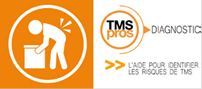 TMS
pros
DIAGNOSTIC
>> L'AIDE POUR IDENTIFIER
LES RISQUES DE TMS